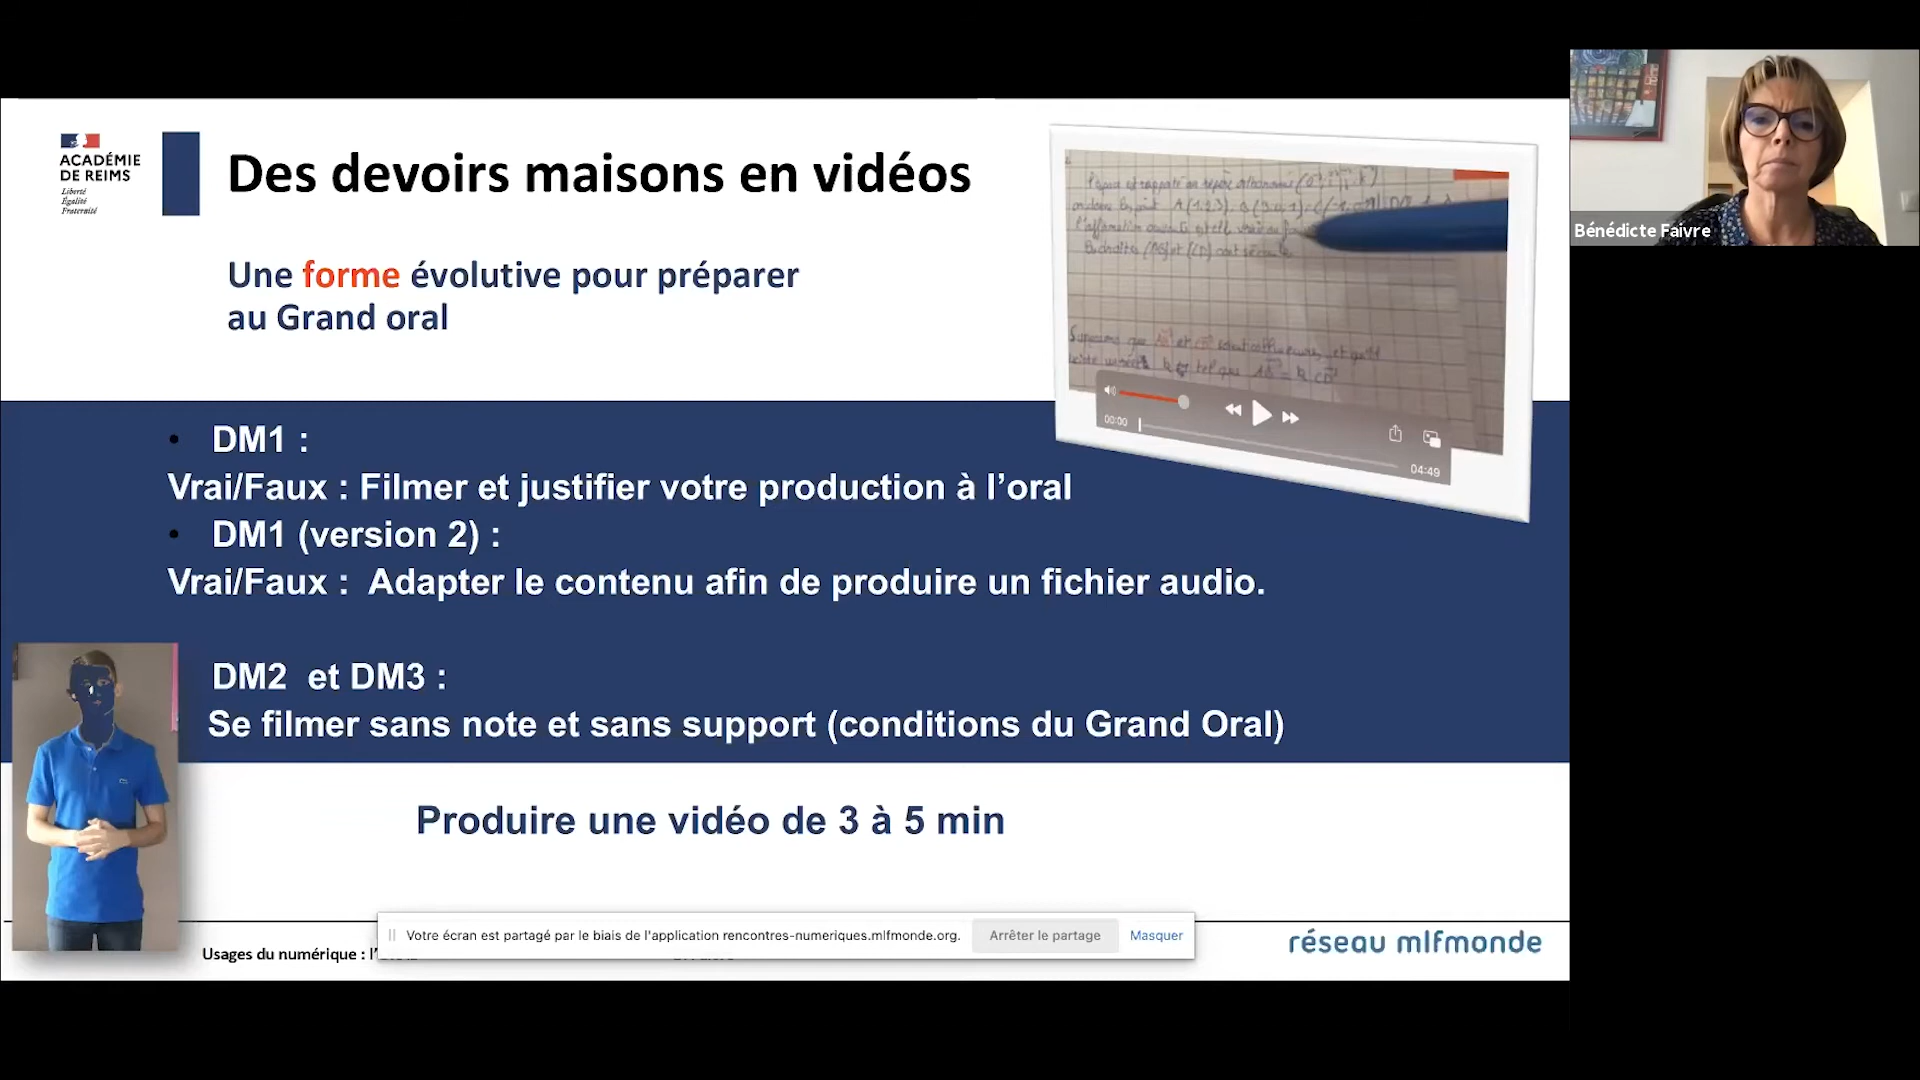 ACADÉMIE
DE REIMS
Liberté
Égalité
Fraternité
Des devoirs maisons en vidéos
Une forme évolutive pour préparer
au Grand oral
00:00
04:49
• DM1 :
Vrai/Faux : Filmer et justifier votre production à l’oral
• DM1 (version 2) :
Vrai/Faux : Adapter le contenu afin de produire un fichier audio.
DM2 et DM3 :
Se filmer sans note et sans support (conditions du Grand Oral)
Produire une vidéo de 3 à 5 min
Votre écran est partagé par le biais de l'application rencontres-numeriques.mlfmonde.org.
Arrêter le partage
Masquer
Usages du numérique :
réseau mlfmonde
Bénédicte Faivre